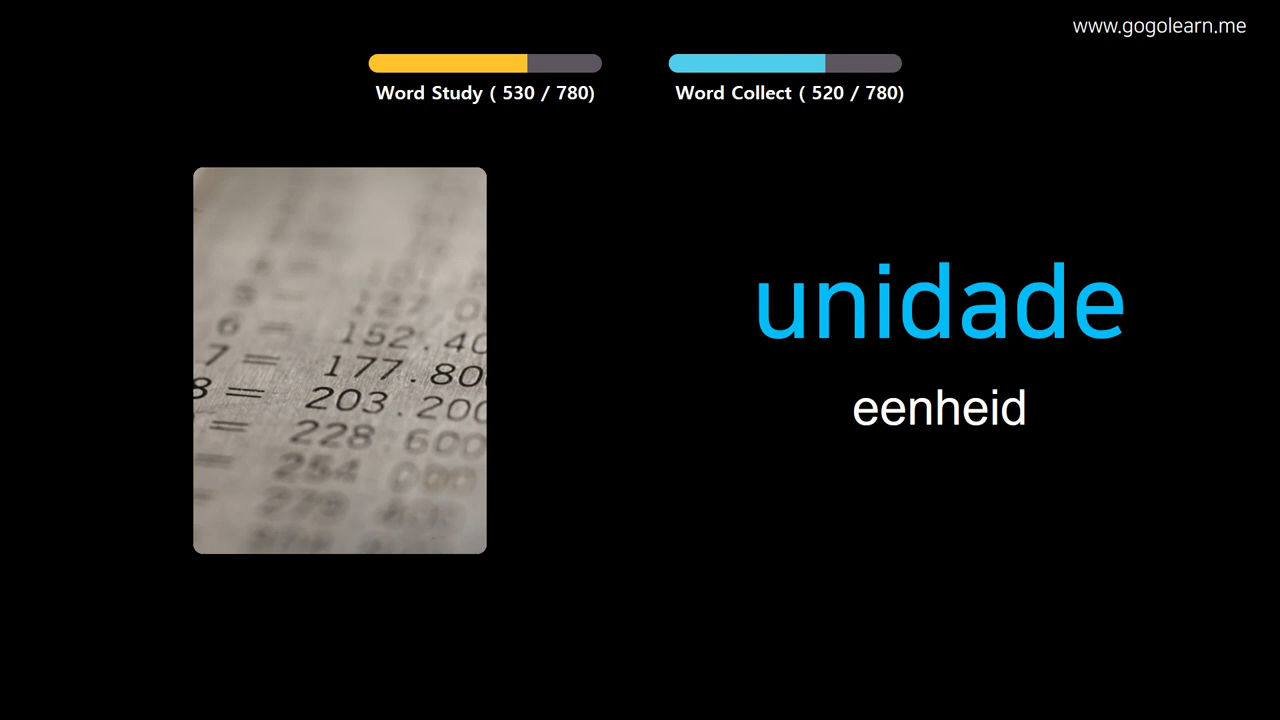 www.gogolearn.me
Word Study ( 530 / 780)
Word Collect ( 520 / 780)
unidade
eenheid
6 =
152.40
7 = 177.80
8 = 203.200
= 228.600
254